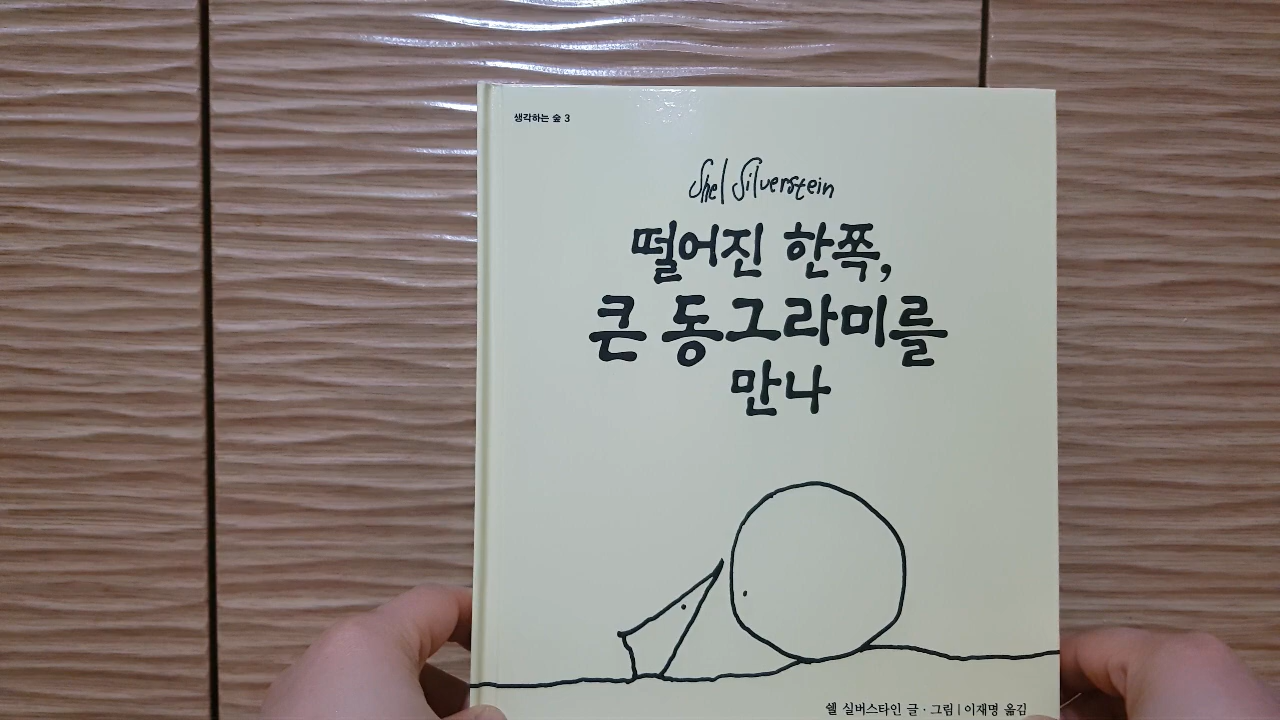 생각하는 숲 3
Shel Silverstein
떨어진 한쪽,
큰 동그라미를
만나
쉘 실버스타인 글·그림 | 이재명 옮김